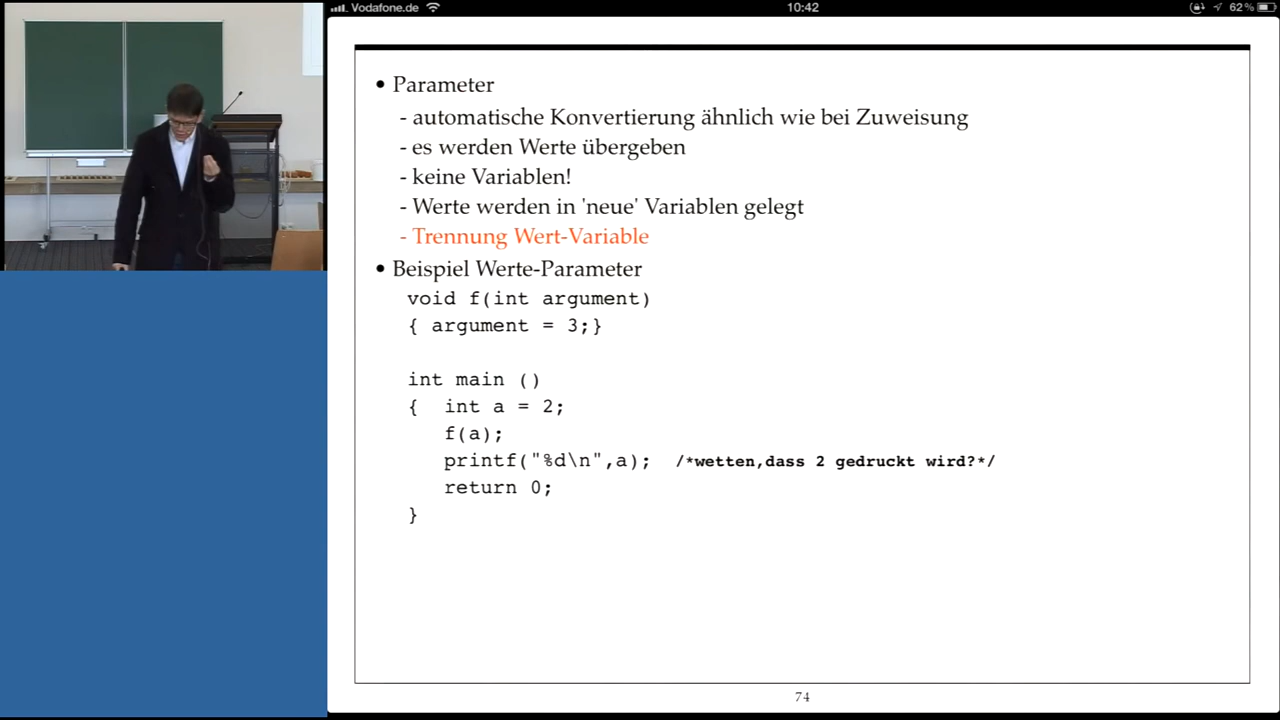 Vodafone.de 10:42 62 %
• Parameter
- automatische Konvertierung ähnlich wie bei Zuweisung
- es werden Werte übergeben
- keine Variablen!
- Werte werden in 'neue' Variablen gelegt
- Trennung Wert-Variable
• Beispiel Werte-Parameter
void f(int argument)
{ argument = 3;}
int main ()
{ int a = 2;
f(a);
printf("%d\n",a); /*wetten,dass 2 gedruckt wird?*/
return 0;
}
74